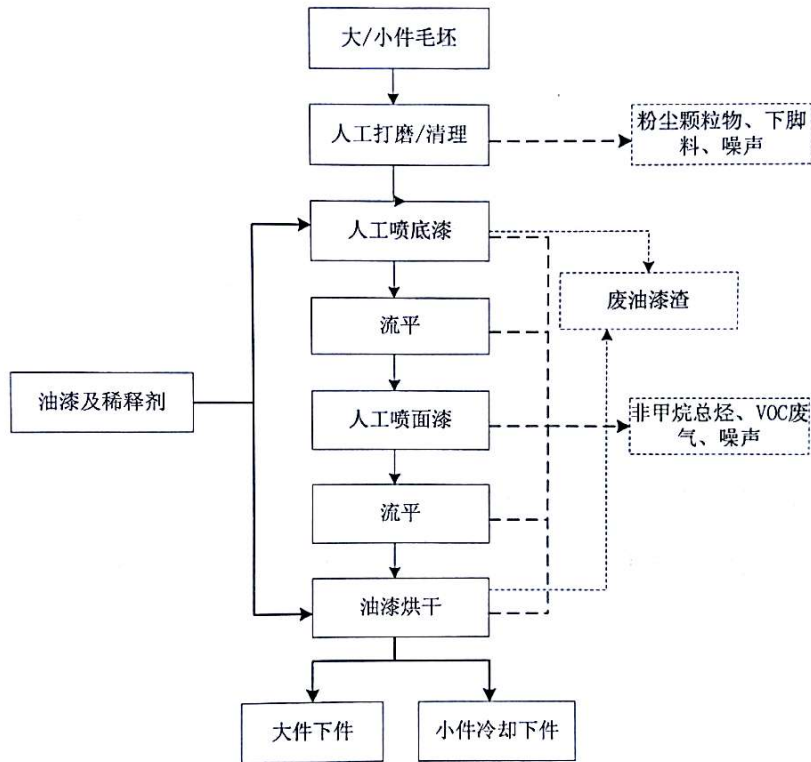 大/小件毛坯
人工打磨/清理
粉尘颗粒物、下脚
料、噪声
人工喷底漆
废油漆渣
流平
油漆及稀释剂
人工喷面漆
非甲烷总烃、VOC废
气、噪声
流平
油漆烘干
大件下件
小件冷却下件